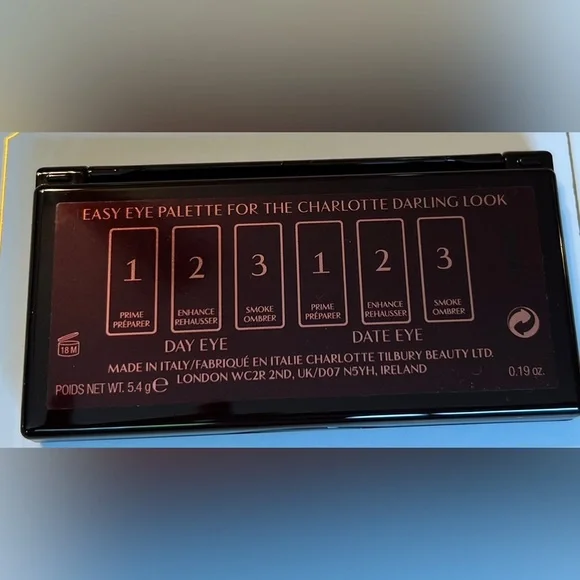 EASY EYE PALETTE FOR THE CHARLOTTE DARLING LOOK
1 2 3 1 2 3
PRIME ENHANCE SMOKE PRIME ENHANCE SMOKE
PRÉPARER REHAUSSER OMBRER PRÉPARER REHAUSSER OMBRER
DAY EYE DATE EYE
18 M
MADE IN ITALY/FABRIQUÉ EN ITALIE CHARLOTTE TILBURY BEAUTY LTD.
POIDS NET WT. 5.4 g℮ LONDON WC2R 2ND, UK/D07 N5YH, IRELAND 0.19 oz.